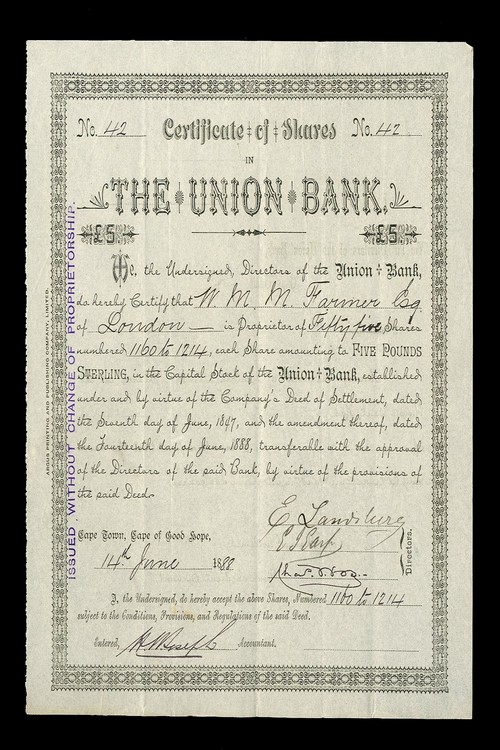 No. 42 Certificate of Shares No. 42
IN
THE UNION BANK.
£5 £5
We, the Undersigned, Directors of the Union Bank,
do hereby Certify that W. M. M. Farmer Esq
of London — is Proprietor of Fifty five Shares
numbered 1160 to 1214, each Share amounting to FIVE POUNDS
STERLING, in the Capital Stock of the Union Bank, established
under and by virtue of the Company's Deed of Settlement, dated
the Seventh day of June, 1847, and the amendment thereof, dated
the Fourteenth day of June, 1888, transferable with the approval
of the Directors of the said Bank, by virtue of the provisions of
the said Deed.
E. Landsberg
Cape Town, Cape of Good Hope,
14th June 1888
Directors.
I, the Undersigned, do hereby accept the above Shares, Numbered 1160 to 1214
subject to the Conditions, Provisions, and Regulations of the said Deed.
Entered, Accountant.
ISSUED WITHOUT CHANGE OF PROPRIETORSHIP.
ARGUS PRINTING AND PUBLISHING COMPANY, LIMITED.